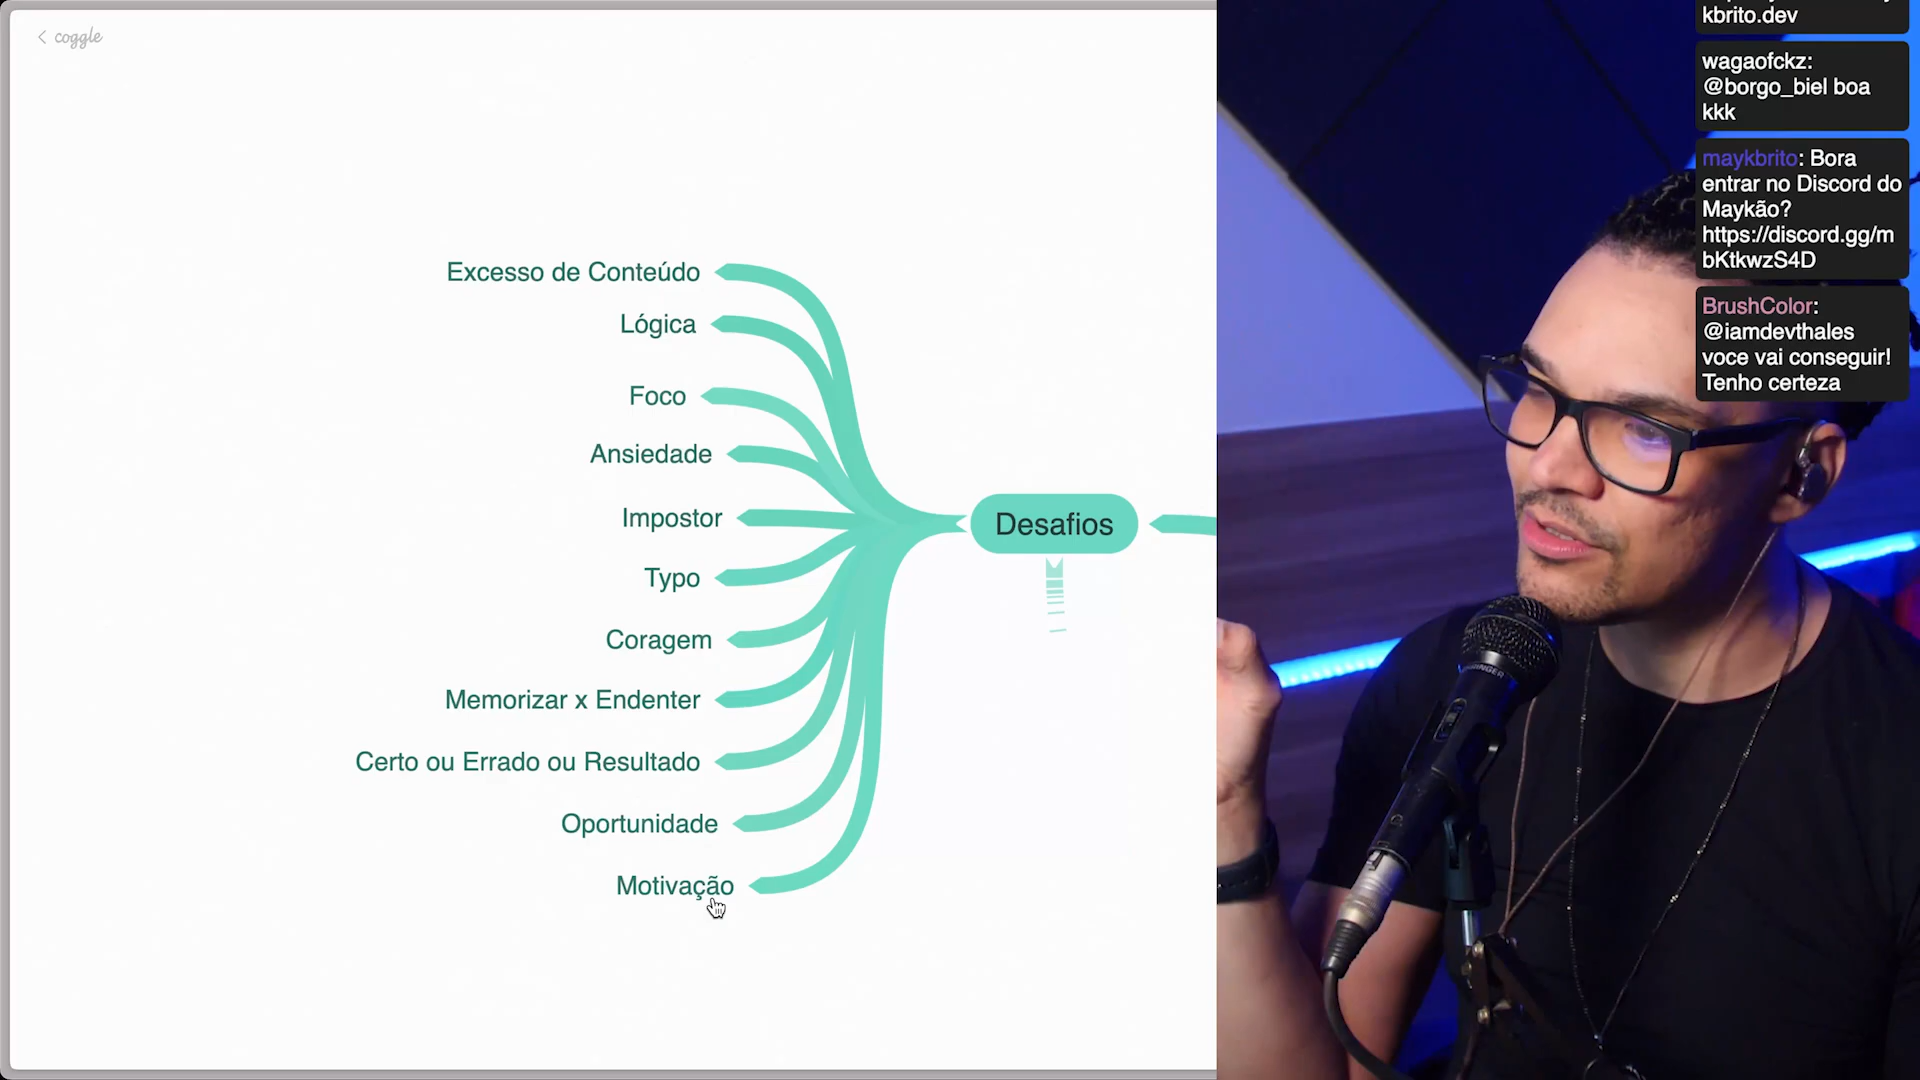 coggle
Excesso de Conteúdo
Lógica
Foco
Ansiedade
Impostor
Typo
Coragem
Memorizar x Endenter
Certo ou Errado ou Resultado
Oportunidade
Motivação
Desafios
kbrito.dev
wagaofckz:
@borgo_biel boa
kkk
maykbrito: Bora
entrar no Discord do
Maykão?
https://discord.gg/m
bKtkwzS4D
BrushColor:
@iamdevthales
voce vai conseguir!
Tenho certeza